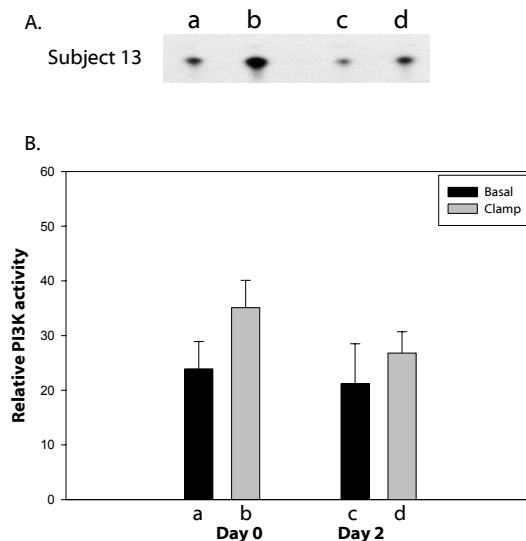 A.
a b c d
Subject 13
B.
60
50
40
30
20
10
0
Relative PI3K activity
Basal
Clamp
a b c d
Day 0 Day 2